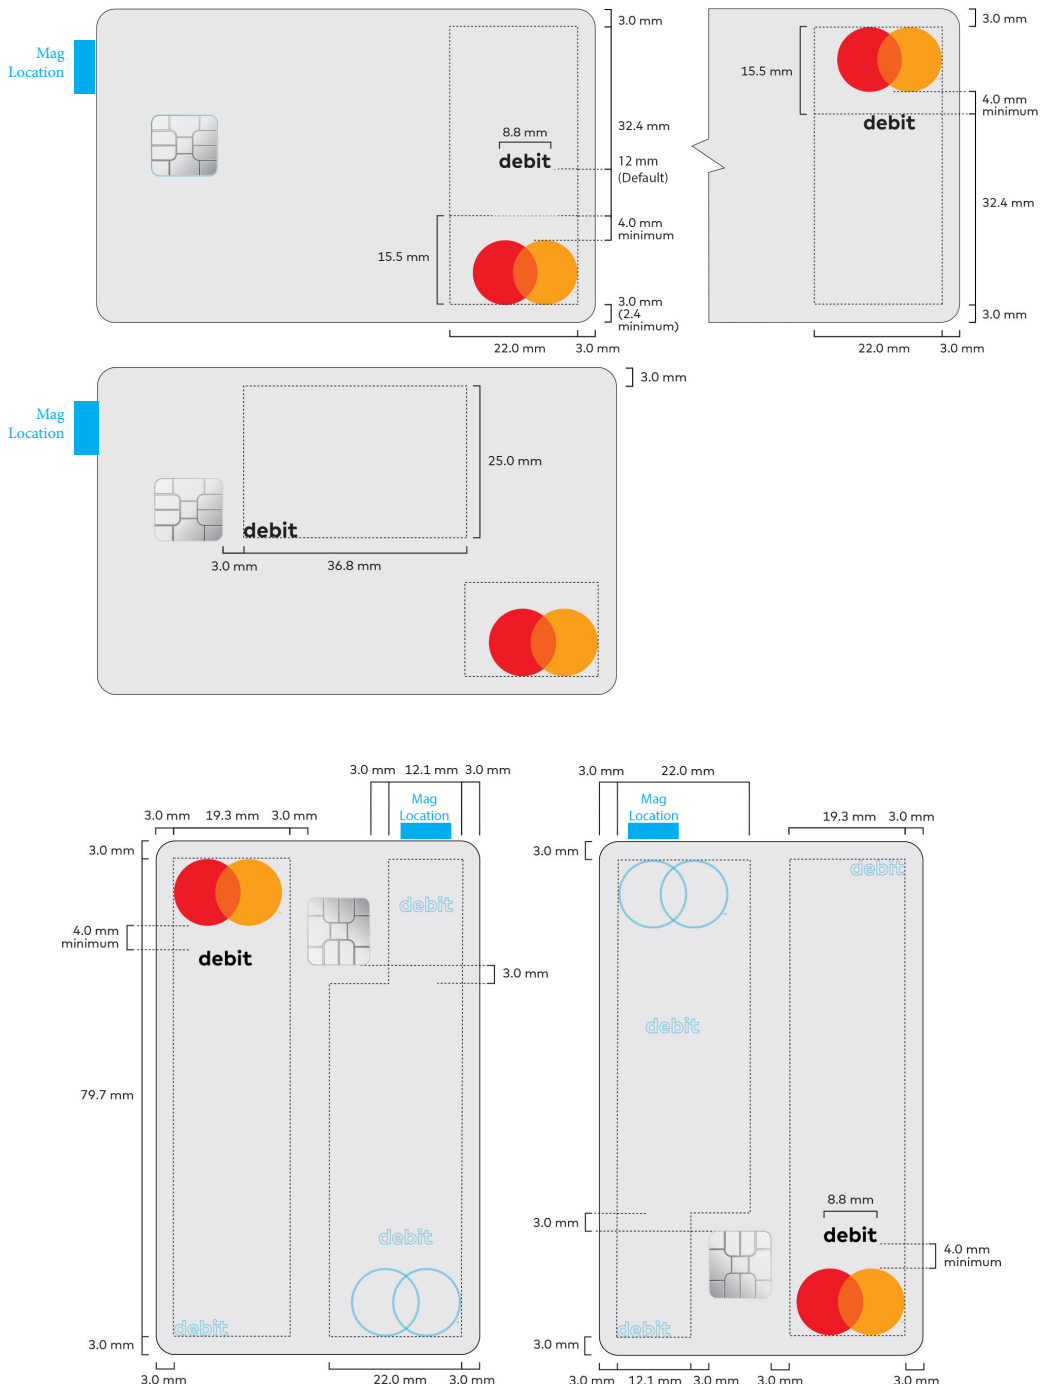 3.0 mm
Mag
Location
32.4 mm
8.8 mm
debit
12 mm
(Default)
4.0 mm
minimum
15.5 mm
3.0 mm
(2.4
minimum)
22.0 mm
3.0 mm
3.0 mm
15.5 mm
4.0 mm
minimum
debit
32.4 mm
3.0 mm
22.0 mm
3.0 mm
3.0 mm
Mag
Location
25.0 mm
debit
3.0 mm
36.8 mm
3.0 mm
12.1 mm
3.0 mm
Mag
Location
3.0 mm
19.3 mm
3.0 mm
3.0 mm
debit
4.0 mm
minimum
debit
3.0 mm
79.7 mm
debit
debit
3.0 mm
3.0 mm
22.0 mm
3.0 mm
3.0 mm
22.0 mm
Mag
Location
19.3 mm
3.0 mm
3.0 mm
debit
debit
8.8 mm
3.0 mm
debit
4.0 mm
minimum
debit
3.0 mm
3.0 mm
12.1 mm
3.0 mm
3.0 mm
3.0 mm